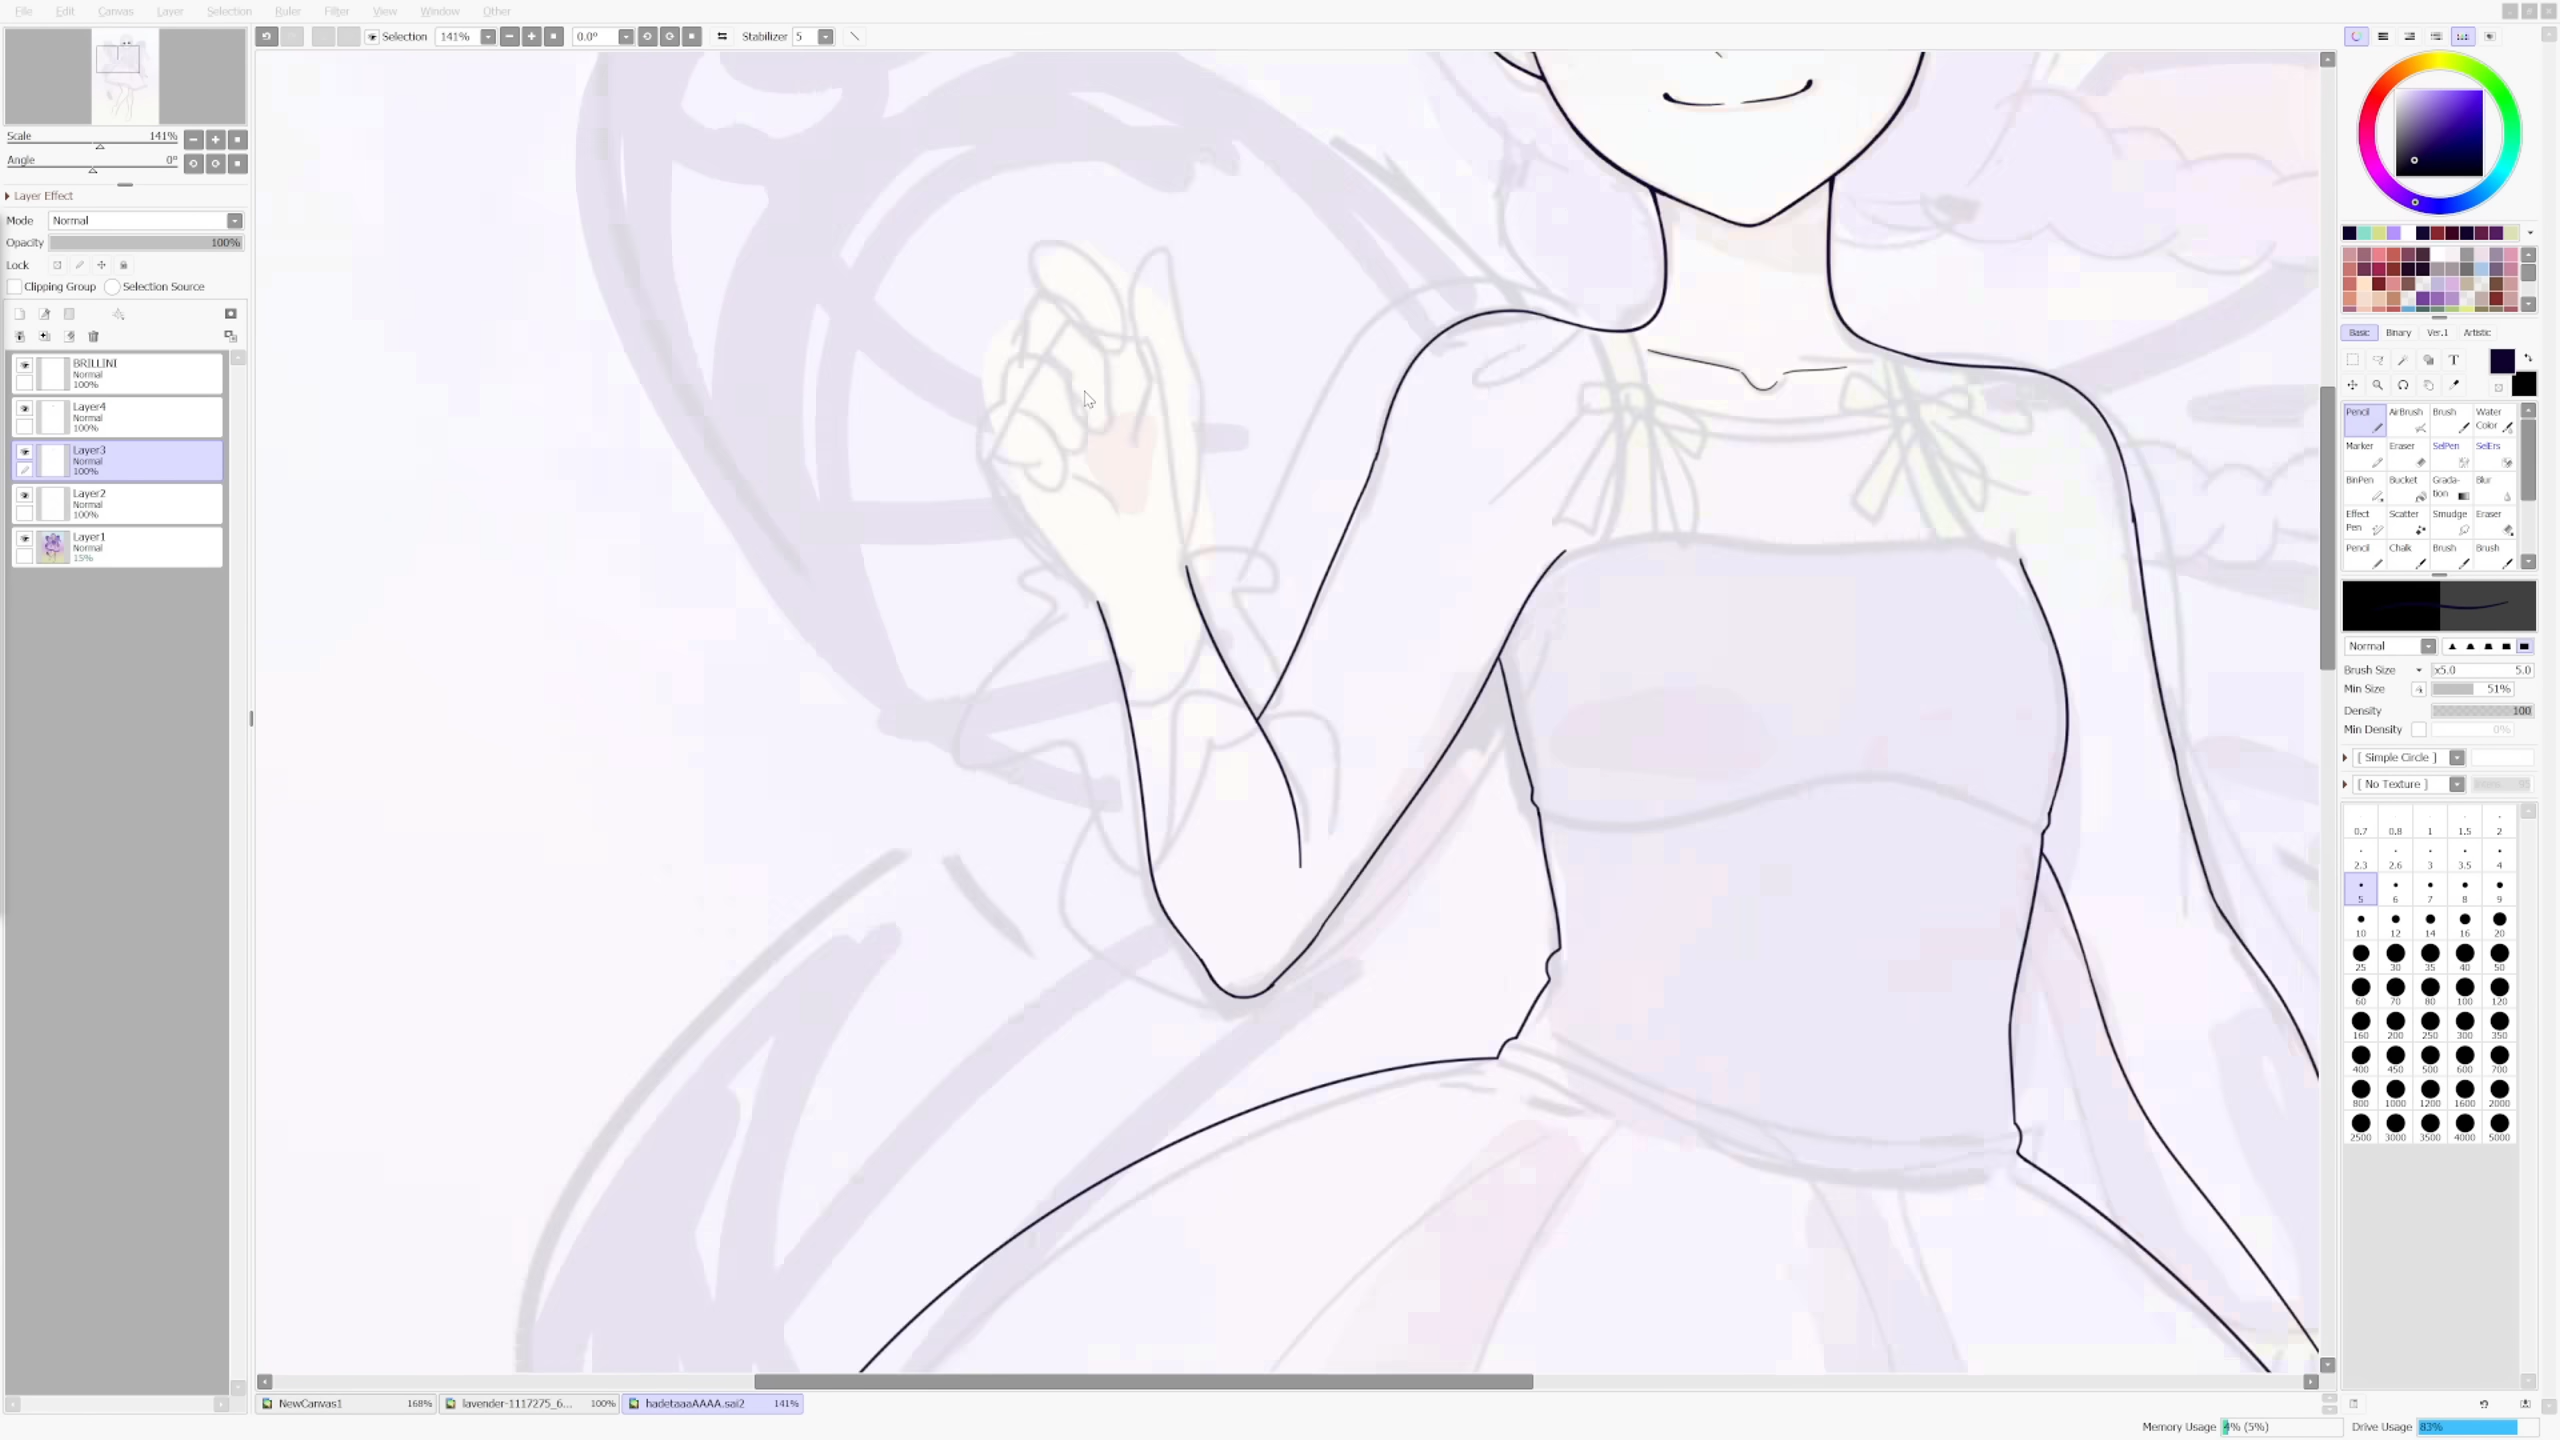 File Edit Canvas Layer Selection Ruler Filter View Window Other
Selection 141% 0.0° Stabilizer 5
Scale 141%
Angle 0°
Layer Effect
Mode Normal
Opacity 100%
Lock
Clipping Group Selection Source
BRILLINI
Normal
100%
Layer4
Normal
100%
Layer3
Normal
100%
Layer2
Normal
100%
Layer1
Normal
15%
Basic Binary Ver.1 Artistic
T
Pencil AirBrush Brush Water Color
Marker Eraser SelPen SelErs
BinPen Bucket Grada-tion Blur
Effect Pen Scatter Smudge Eraser
Pencil Chalk Brush Brush
Normal
Brush Size x5.0 5.0
Min Size 51%
Density 100
Min Density 0%
[ Simple Circle ]
[ No Texture ]
0.7 0.8 1 1.5 2
2.3 2.6 3 3.5 4
5 6 7 8 9
10 12 14 16 20
25 30 35 40 50
60 70 80 100 120
160 200 250 300 350
400 450 500 600 700
800 1000 1200 1600 2000
2500 3000 3500 4000 5000
NewCanvas1 168% lavender-1117275_6... 100% hadetaaaAAAA.sai2 141%
Memory Usage 4% (5%) Drive Usage 83%